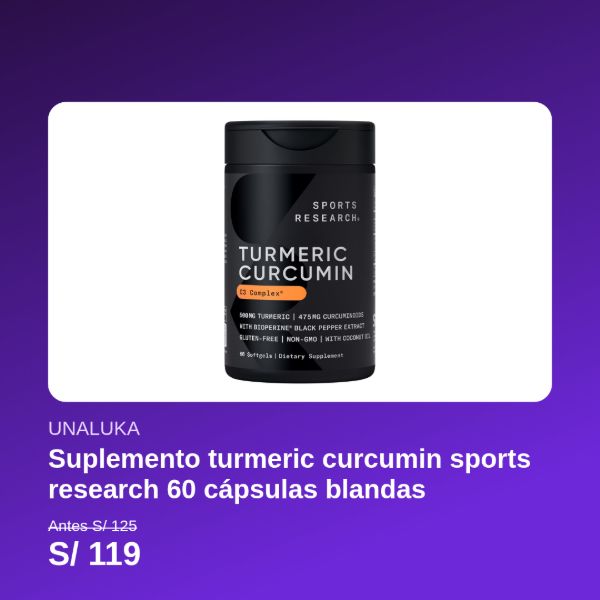 SPORTS
RESEARCH®
TURMERIC
CURCUMIN
C3 Complex®
500MG TURMERIC | 475MG CURCUMINOIDS
WITH BIOPERINE® BLACK PEPPER EXTRACT
GLUTEN-FREE | NON-GMO | WITH COCONUT OIL
Softgels | Dietary Supplement
UNALUKA
Suplemento turmeric curcumin sports
research 60 cápsulas blandas
Antes S/ 125
S/ 119